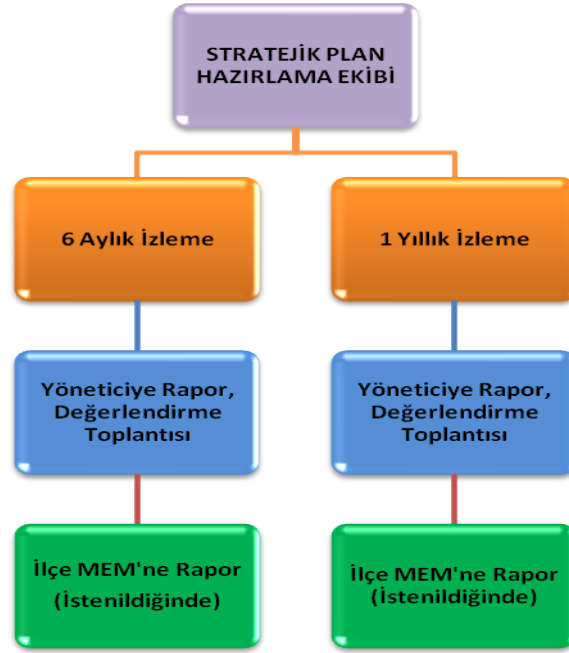 STRATEJİK PLAN
HAZIRLAMA EKİBİ
6 Aylık İzleme
1 Yıllık İzleme
Yöneticiye Rapor,
Değerlendirme
Toplantısı
Yöneticiye Rapor,
Değerlendirme
Toplantısı
İlçe MEM'ne Rapor
(İstenildiğinde)
İlçe MEM'ne Rapor
(İstenildiğinde)